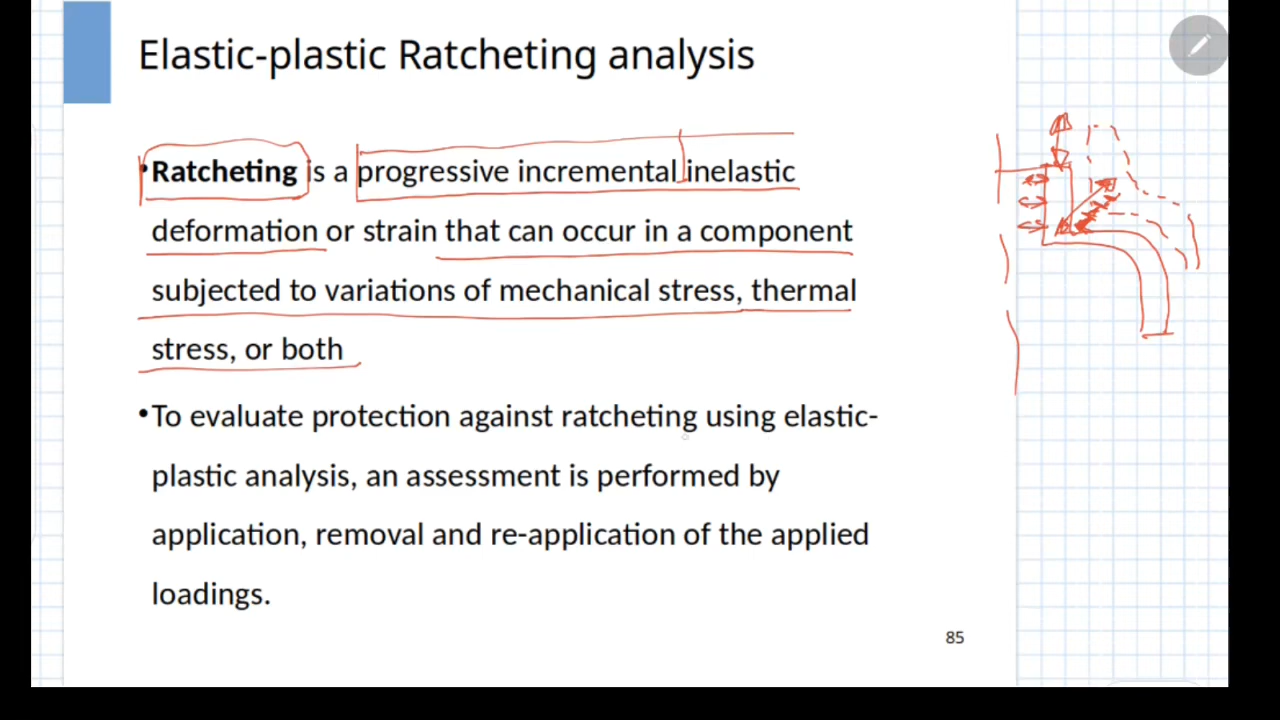 Elastic-plastic Ratcheting analysis
•Ratcheting is a progressive incremental inelastic
deformation or strain that can occur in a component
subjected to variations of mechanical stress, thermal
stress, or both
•To evaluate protection against ratcheting using elastic-
plastic analysis, an assessment is performed by
application, removal and re-application of the applied
loadings.
85